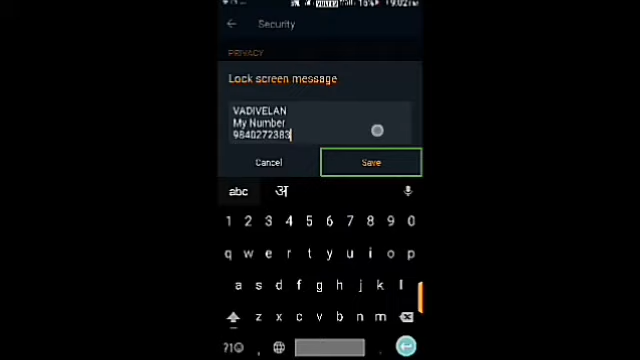 Security
PRIVACY
Lock screen message
VADIVELAN
My Number
9840272383
Cancel Save
abc अ
1 2 3 4 5 6 7 8 9 0
q w e r t y u i o p
a s d f g h j k l
z x c v b n m
?1☺ ,